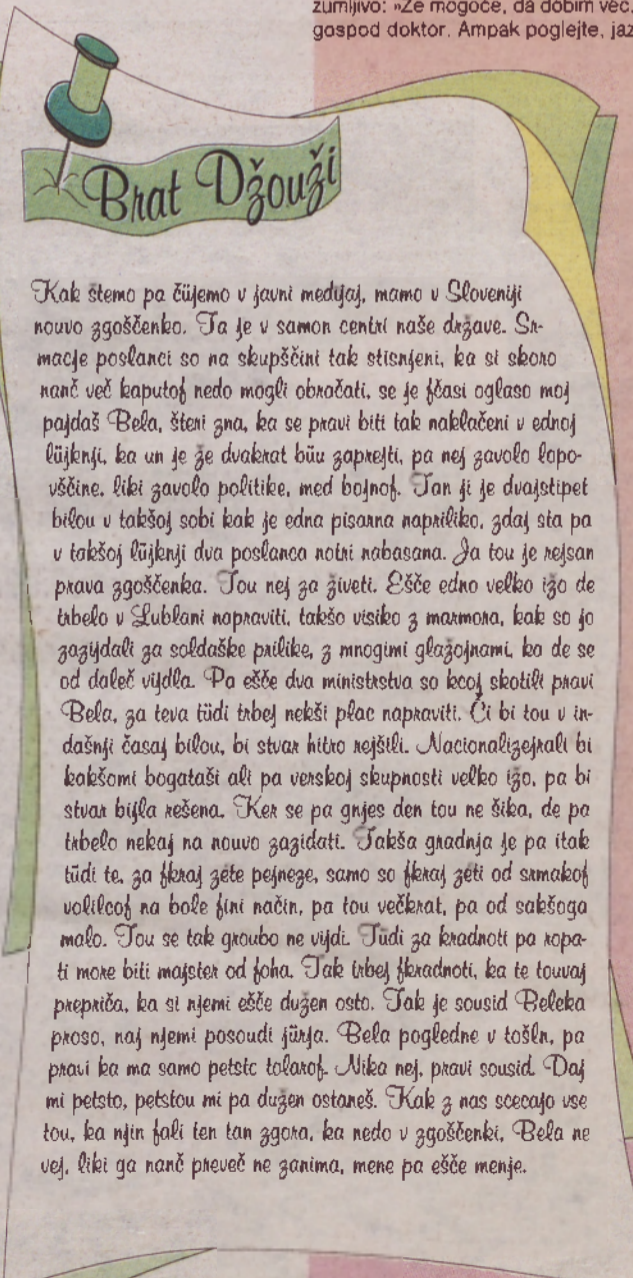 zumljivo: »Že mogoče, da dobim več,
gospod doktor. Ampak poglejte, jaz
Brat Džouži
Kak štemo pa čüjemo v javni medijaj, mamo v Sloveniji
nouvo zgoščenko. Ta je v samon centri naše države. Sr-
macje poslanci so na skupščini tak stisnjeni, ka si skoro
nanč več kaputof nedo mogli obračati, se je fčasi oglaso moj
pajdaš Bela, šteri zna, ka se pravi biti tak naklačeni v ednoj
lüjknji, ka un je že dvakrat büu zaprejti, pa nej zavolo lopo-
vščine, liki zavolo politike, med bojnof. Tan ji je dvajstipet
bilou v takšoj sobi kak je edna pisarna napriliko, zdaj sta pa
v takšoj lüjknji dva poslanca notri nabasana. Ja tou je rejsan
prava zgoščenka. Tou nej za živeti. Ešče edno velko ižo de
trbelo v Lublani napraviti, takšo visiko z marmora, kak so jo
zazijdali za soldaške prilike, z mnogimi glažojnami, ka de se
od daleč vijdla. Pa ešče dva ministrstva so kcoj skotili pravi
Bela, za teva tüdi trbej nekši plac napraviti. Či bi tou v in-
dašnji časaj bilou, bi stvar hitro rejšili. Nacionalizejrali bi
kakšomi bogataši ali pa verskoj skupnosti velko ižo, pa bi
stvar bijla rešena. Ker se pa gnjes den tou ne šika, de pa
trbelo nekaj na nouvo zazidati. Takša gradnja je pa itak
tüdi te, za fkraj zete pejneze, samo so fkraj zeti od srmakof
volilcof na bole fini način, pa tou večkrat, pa od sakšoga
malo. Tou se tak groubo ne vijdi. Tüdi za kradnoti pa ropa-
ti more biti majster od foha. Tak trbej fkradnoti, ka te touvaj
prepriča, ka si njemi ešče dužen osto. Tak je sousid Beleka
proso, naj njemi posoudi jürja. Bela pogledne v tošln, pa
pravi ka ma samo petstc tolarof. Nika nej, pravi sousid. Daj
mi petsto, petstou mi pa dužen ostaneš. Kak z nas scecajo vse
tou, ka njin fali ten tan zgora, ka nedo v zgoščenki, Bela ne
vej, liki ga nanč preveč ne zanima, mene pa ešče menje.